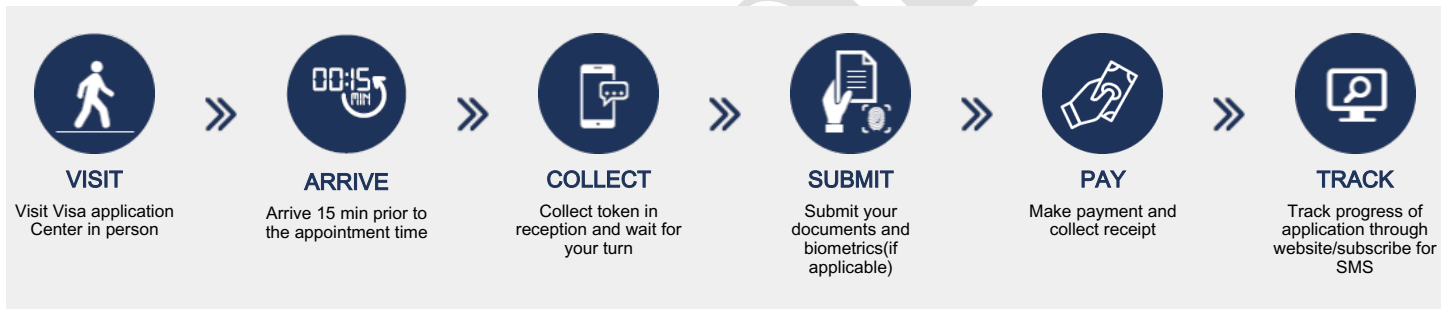 00:15
MIN
VISIT
Visit Visa application
Center in person
ARRIVE
Arrive 15 min prior to
the appointment time
COLLECT
Collect token in
reception and wait for
your turn
SUBMIT
Submit your
documents and
biometrics(if
applicable)
PAY
Make payment and
collect receipt
TRACK
Track progress of
application through
website/subscribe for
SMS